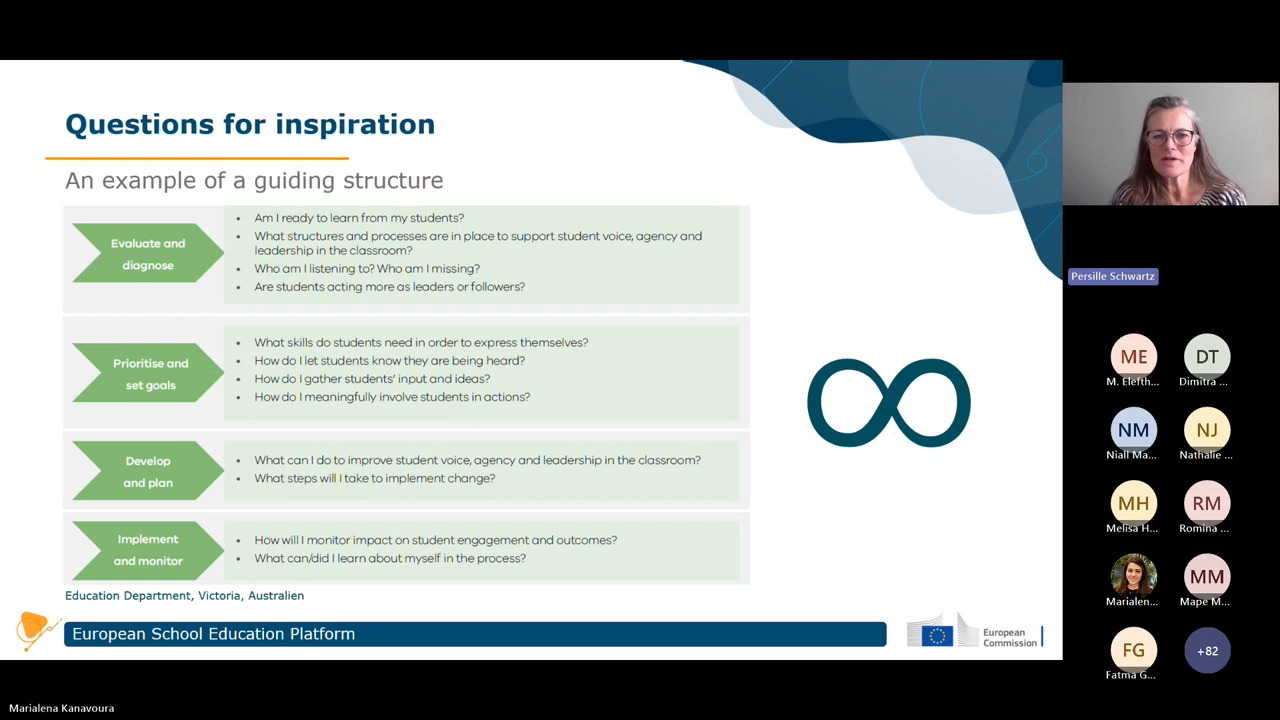 Questions for inspiration
An example of a guiding structure
Evaluate and
diagnose
• Am I ready to learn from my students?
• What structures and processes are in place to support student voice, agency and
leadership in the classroom?
• Who am I listening to? Who am I missing?
• Are students acting more as leaders or followers?
Prioritise and
set goals
• What skills do students need in order to express themselves?
• How do I let students know they are being heard?
• How do I gather students' input and ideas?
• How do I meaningfully involve students in actions?
Develop
and plan
• What can I do to improve student voice, agency and leadership in the classroom?
• What steps will I take to implement change?
Implement
and monitor
• How will I monitor impact on student engagement and outcomes?
• What can/did I learn about myself in the process?
Education Department, Victoria, Australien
European School Education Platform
European
Commission
Persille Schwartz
ME
M. Elefth...
DT
Dimitra ...
NM
Niall Ma...
NJ
Nathalie ...
MH
Melisa H...
RM
Romina ...
Marialen...
MM
Mape M...
FG
Fatma G...
+82
Marialena Kanavoura